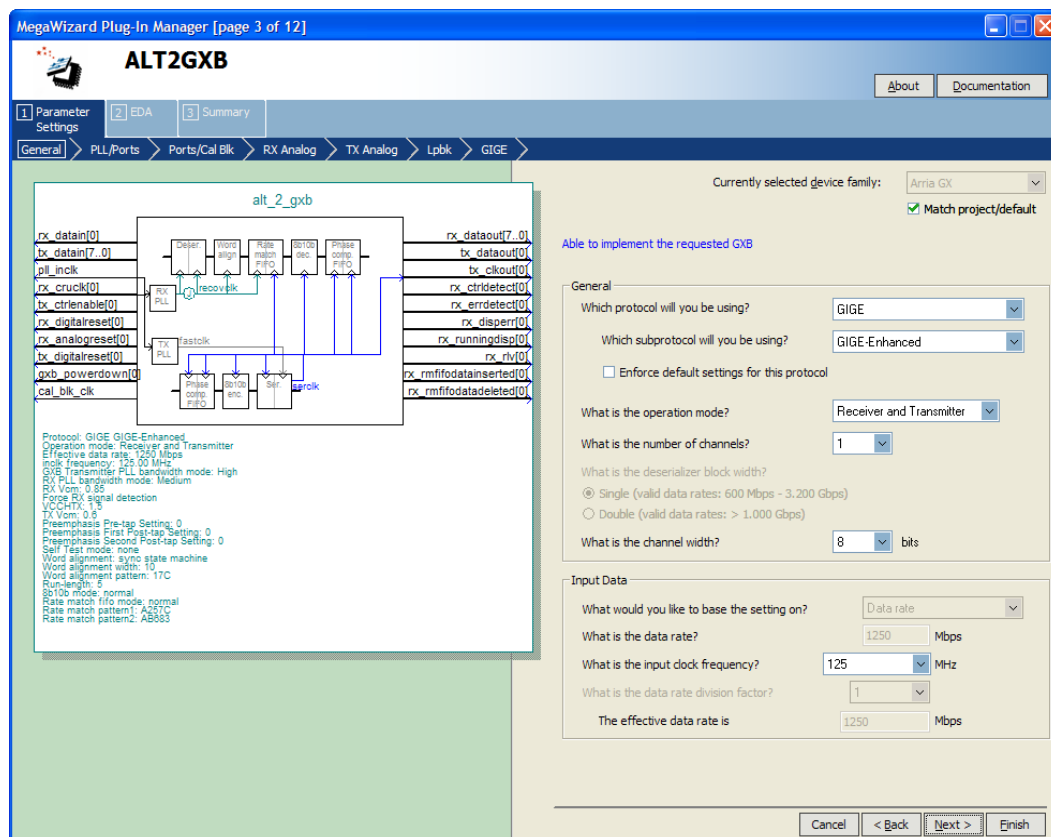 MegaWizard Plug-In Manager [page 3 of 12]
ALT2GXB
About
Documentation
1 Parameter Settings
2 EDA
3 Summary
General
PLL/Ports
Ports/Cal Blk
RX Analog
TX Analog
Lpbk
GIGE
Currently selected device family:
Arria GX
Match project/default
Able to implement the requested GXB
alt_2_gxb
rx_datain[0]
tx_datain[7..0]
pll_inclk
rx_cruclk[0]
tx_ctrlenable[0]
rx_digitalreset[0]
rx_analogreset[0]
tx_digitalreset[0]
gxb_powerdown[0]
cal_blk_clk
rx_dataout[7..0]
tx_dataout[0]
tx_clkout[0]
rx_ctrldetect[0]
rx_errdetect[0]
rx_disperr[0]
rx_runningdisp[0]
rx_rlv[0]
rx_rmfifodatainserted[0]
rx_rmfifodatadeleted[0]
Deser.
Word align
Rate match FIFO
8b10b dec.
Phase comp. FIFO
RX PLL
recovclk
TX PLL
fastclk
Phase comp. FIFO
8b10b enc.
Ser.
serclk
Protocol: GIGE GIGE-Enhanced
Operation mode: Receiver and Transmitter
Effective data rate: 1250 Mbps
inclk frequency: 125.00 MHz
GXB Transmitter PLL bandwidth mode: High
RX PLL bandwidth mode: Medium
RX Vcm: 0.85
Force RX signal detection
VCCHTX: 1.5
TX Vcm: 0.6
Preemphasis Pre-tap Setting: 0
Preemphasis First Post-tap Setting: 0
Preemphasis Second Post-tap Setting: 0
Self Test mode: none
Word alignment: sync state machine
Word alignment width: 10
Word alignment pattern: 17C
Run-length: 5
8b10b mode: normal
Rate match fifo mode: normal
Rate match pattern1: A257C
Rate match pattern2: AB683
General
Which protocol will you be using?
GIGE
Which subprotocol will you be using?
GIGE-Enhanced
Enforce default settings for this protocol
What is the operation mode?
Receiver and Transmitter
What is the number of channels?
1
What is the deserializer block width?
Single (valid data rates: 600 Mbps - 3.200 Gbps)
Double (valid data rates: > 1.000 Gbps)
What is the channel width?
8
bits
Input Data
What would you like to base the setting on?
Data rate
What is the data rate?
1250
Mbps
What is the input clock frequency?
125
MHz
What is the data rate division factor?
1
The effective data rate is
1250
Mbps
Cancel
< Back
Next >
Finish